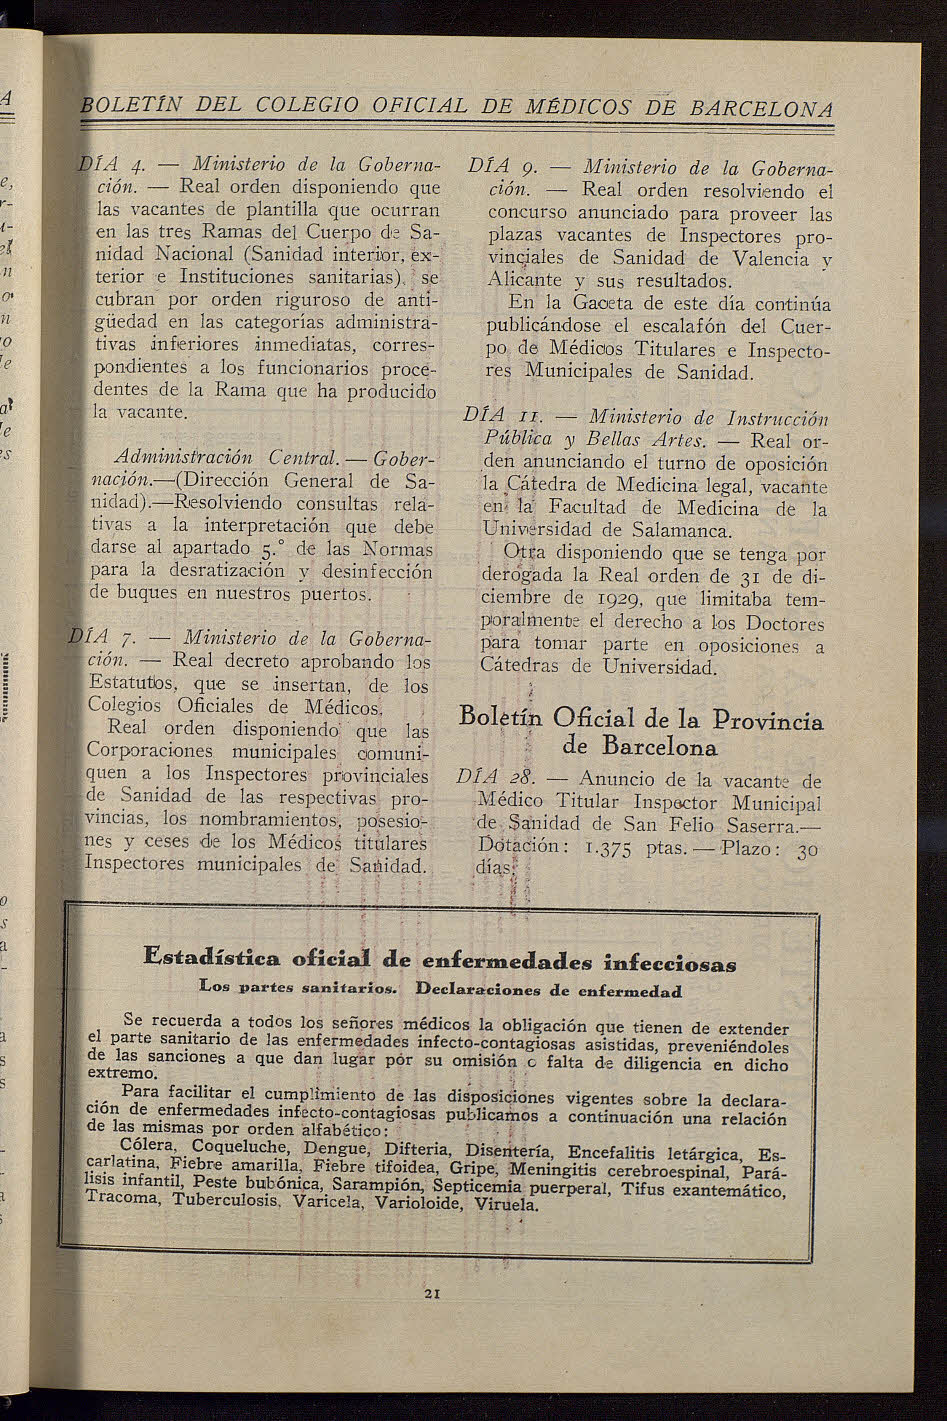 BOLETÍN DEL COLEGIO OFICIAL DE MÉDICOS DE BARCELONA
DÍA 4. — Ministerio de la Goberna-
ción. — Real orden disponiendo que
las vacantes de plantilla que ocurran
en las tres Ramas del Cuerpo de Sa-
nidad Nacional (Sanidad interior, ex-
terior e Instituciones sanitarias), se
cubran por orden riguroso de anti-
güedad en las categorías administra-
tivas inferiores inmediatas, corres-
pondientes a los funcionarios proce-
dentes de la Rama que ha producido
la vacante.
Administración Central. — Gober-
nación.—(Dirección General de Sa-
nidad).—Resolviendo consultas rela-
tivas a la interpretación que debe
darse al apartado 5.° de las Normas
para la desratización y desinfección
de buques en nuestros puertos.
DÍA 7. — Ministerio de la Goberna-
ción. — Real decreto aprobando los
Estatutos, que se insertan, de los
Colegios Oficiales de Médicos.
Real orden disponiendo que las
Corporaciones municipales comuni-
quen a los Inspectores provinciales
de Sanidad de las respectivas pro-
vincias, los nombramientos, posesio-
nes y ceses de los Médicos titulares
Inspectores municipales de Sanidad.
DÍA 9. — Ministerio de la Goberna-
ción. — Real orden resolviendo el
concurso anunciado para proveer las
plazas vacantes de Inspectores pro-
vinciales de Sanidad de Valencia y
Alicante y sus resultados.
En la Gaceta de este día continúa
publicándose el escalafón del Cuer-
po de Médicos Titulares e Inspecto-
res Municipales de Sanidad.
DÍA 11. — Ministerio de Instrucción
Pública y Bellas Artes. — Real or-
den anunciando el turno de oposición
la Cátedra de Medicina legal, vacante
en la Facultad de Medicina de la
Universidad de Salamanca.
Otra disponiendo que se tenga por
derogada la Real orden de 31 de di-
ciembre de 1929, que limitaba tem-
poralmente el derecho a los Doctores
para tomar parte en oposiciones a
Cátedras de Universidad.
Boletín Oficial de la Provincia
de Barcelona
DÍA 28. — Anuncio de la vacante de
Médico Titular Inspector Municipal
de Sanidad de San Felio Saserra.—
Dotación: 1.375 ptas. — Plazo: 30
días.
Estadística oficial de enfermedades infecciosas
Los partes sanitarios. Declaraciones de enfermedad
Se recuerda a todos los señores médicos la obligación que tienen de extender
el parte sanitario de las enfermedades infecto-contagiosas asistidas, preveniéndoles
de las sanciones a que dan lugar por su omisión o falta de diligencia en dicho
extremo.
Para facilitar el cumplimiento de las disposiciones vigentes sobre la declara-
ción de enfermedades infecto-contagiosas publicamos a continuación una relación
de las mismas por orden alfabético:
Cólera, Coqueluche, Dengue, Difteria, Disentería, Encefalitis letárgica, Es-
carlatina, Fiebre amarilla, Fiebre tifoidea, Gripe, Meningitis cerebroespinal, Pará-
lisis infantil, Peste bubónica, Sarampión, Septicemia puerperal, Tifus exantemático,
Tracoma, Tuberculosis, Varicela, Varioloide, Viruela.
21